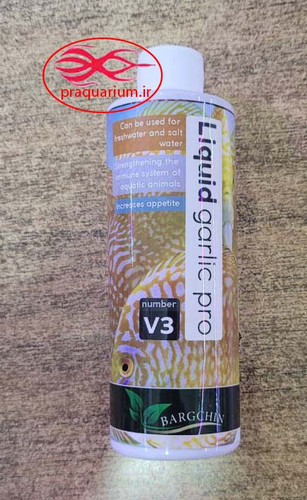 praquarium.ir
Can be used for
freshwater and salt
water
Strengthening the
immune system of
aquatic animals
Increases appetite
Liquid garlic pro
number
V3
BARGCHIN